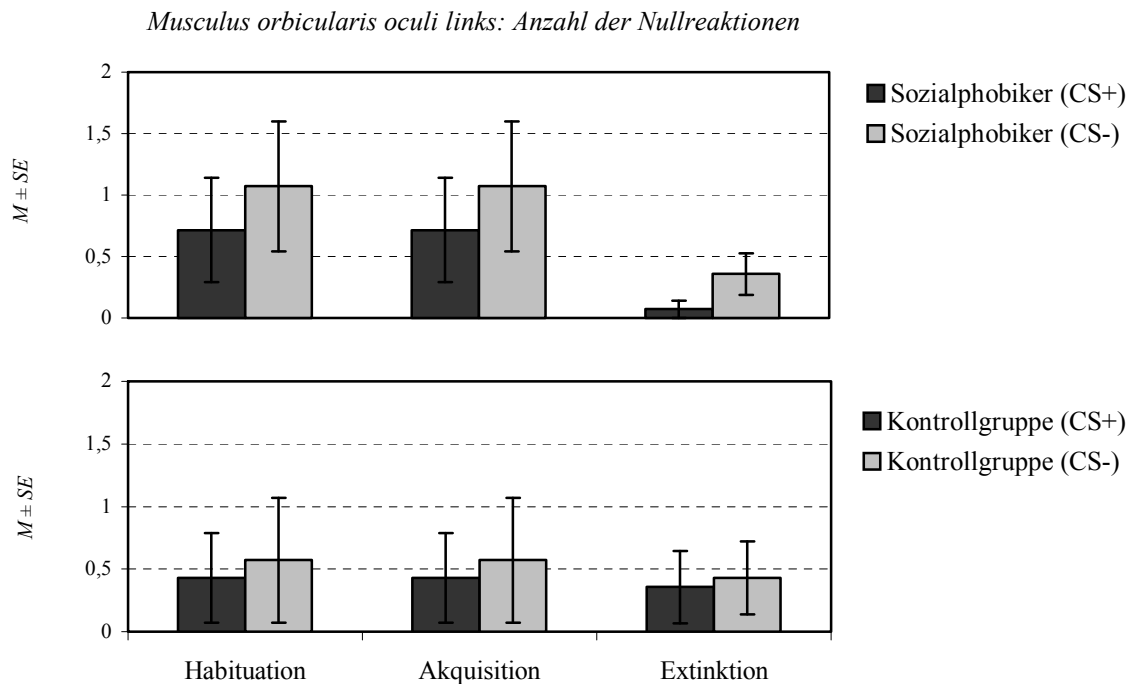 Musculus orbicularis oculi links: Anzahl der Nullreaktionen
M ± SE
2
1,5
1
0,5
0
Sozialphobiker (CS+)
Sozialphobiker (CS-)
M ± SE
2
1,5
1
0,5
0
Kontrollgruppe (CS+)
Kontrollgruppe (CS-)
Habituation Akquisition Extinktion